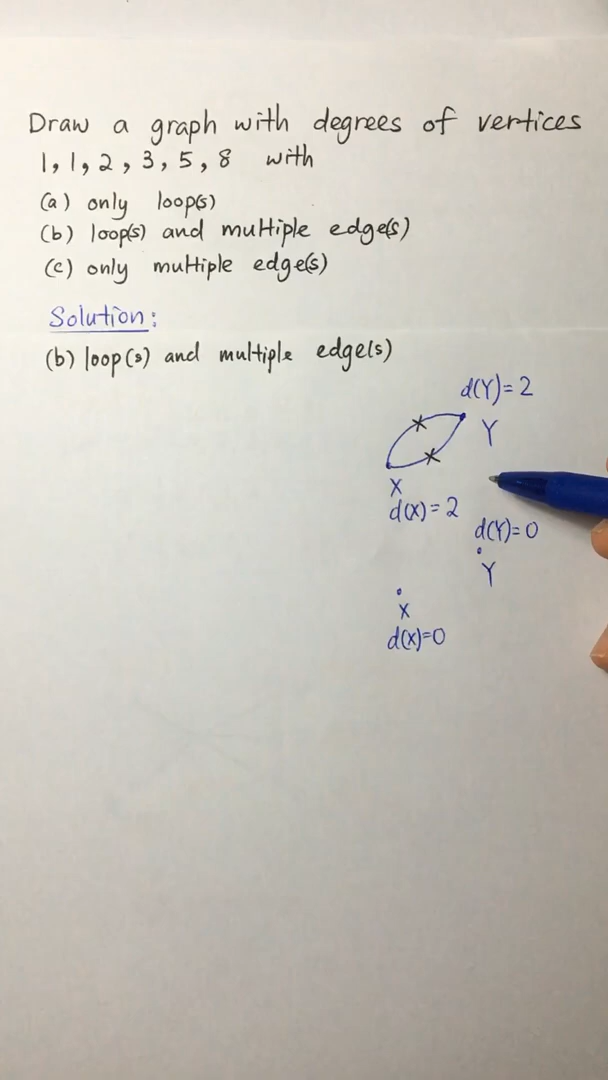 Draw a graph with degrees of vertices
1, 1, 2, 3, 5, 8 with
(a) only loop(s)
(b) loop(s) and multiple edge(s)
(c) only multiple edge(s)
Solution:
(b) loop(s) and multiple edge(s)
d(Y)=2
Y
X
d(X)=2
d(Y)=0
Y
X
d(X)=0